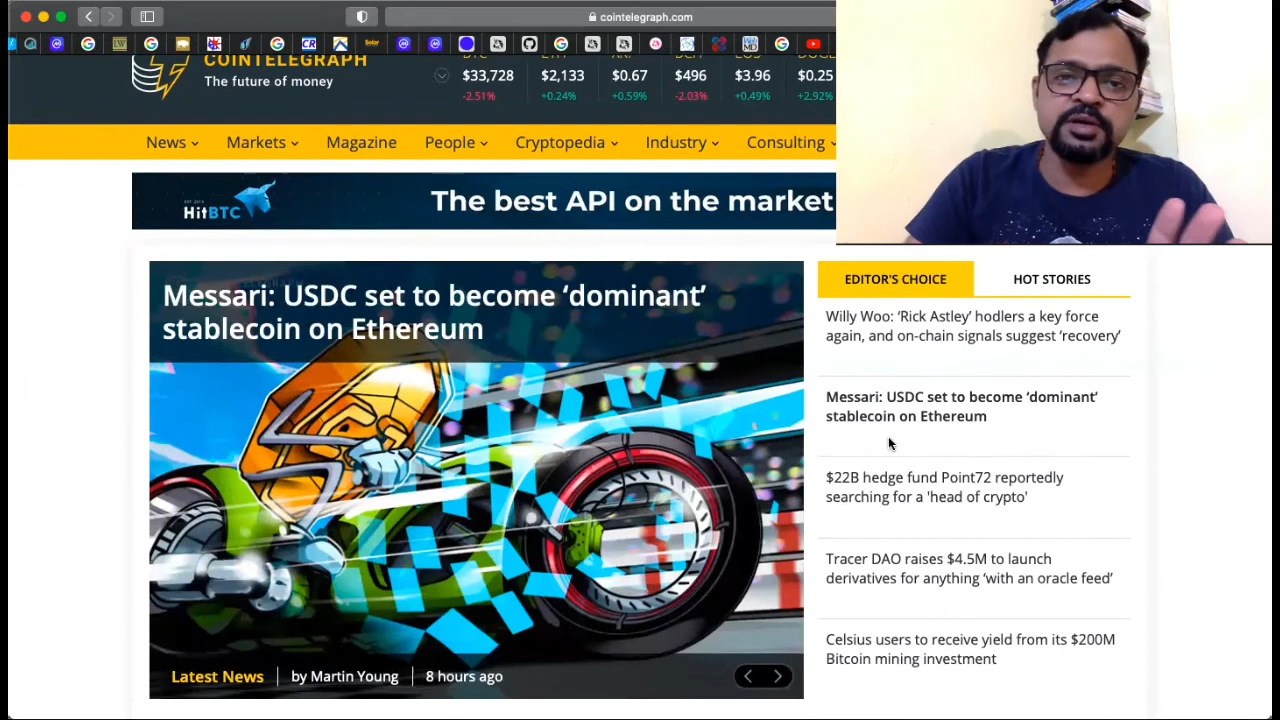 cointelegraph.com
COINTELEGRAPH
The future of money
$33,728 $2,133 $0.67 $496 $3.96 $0.25
-2.51% +0.24% +0.59% -2.03% +0.49% +2.92%
News Markets Magazine People Cryptopedia Industry Consulting
HitBTC
The best API on the market
Messari: USDC set to become ‘dominant’
stablecoin on Ethereum
Latest News by Martin Young 8 hours ago
EDITOR'S CHOICE HOT STORIES
Willy Woo: ‘Rick Astley’ hodlers a key force
again, and on-chain signals suggest ‘recovery’
Messari: USDC set to become ‘dominant’
stablecoin on Ethereum
$22B hedge fund Point72 reportedly
searching for a 'head of crypto'
Tracer DAO raises $4.5M to launch
derivatives for anything ‘with an oracle feed’
Celsius users to receive yield from its $200M
Bitcoin mining investment